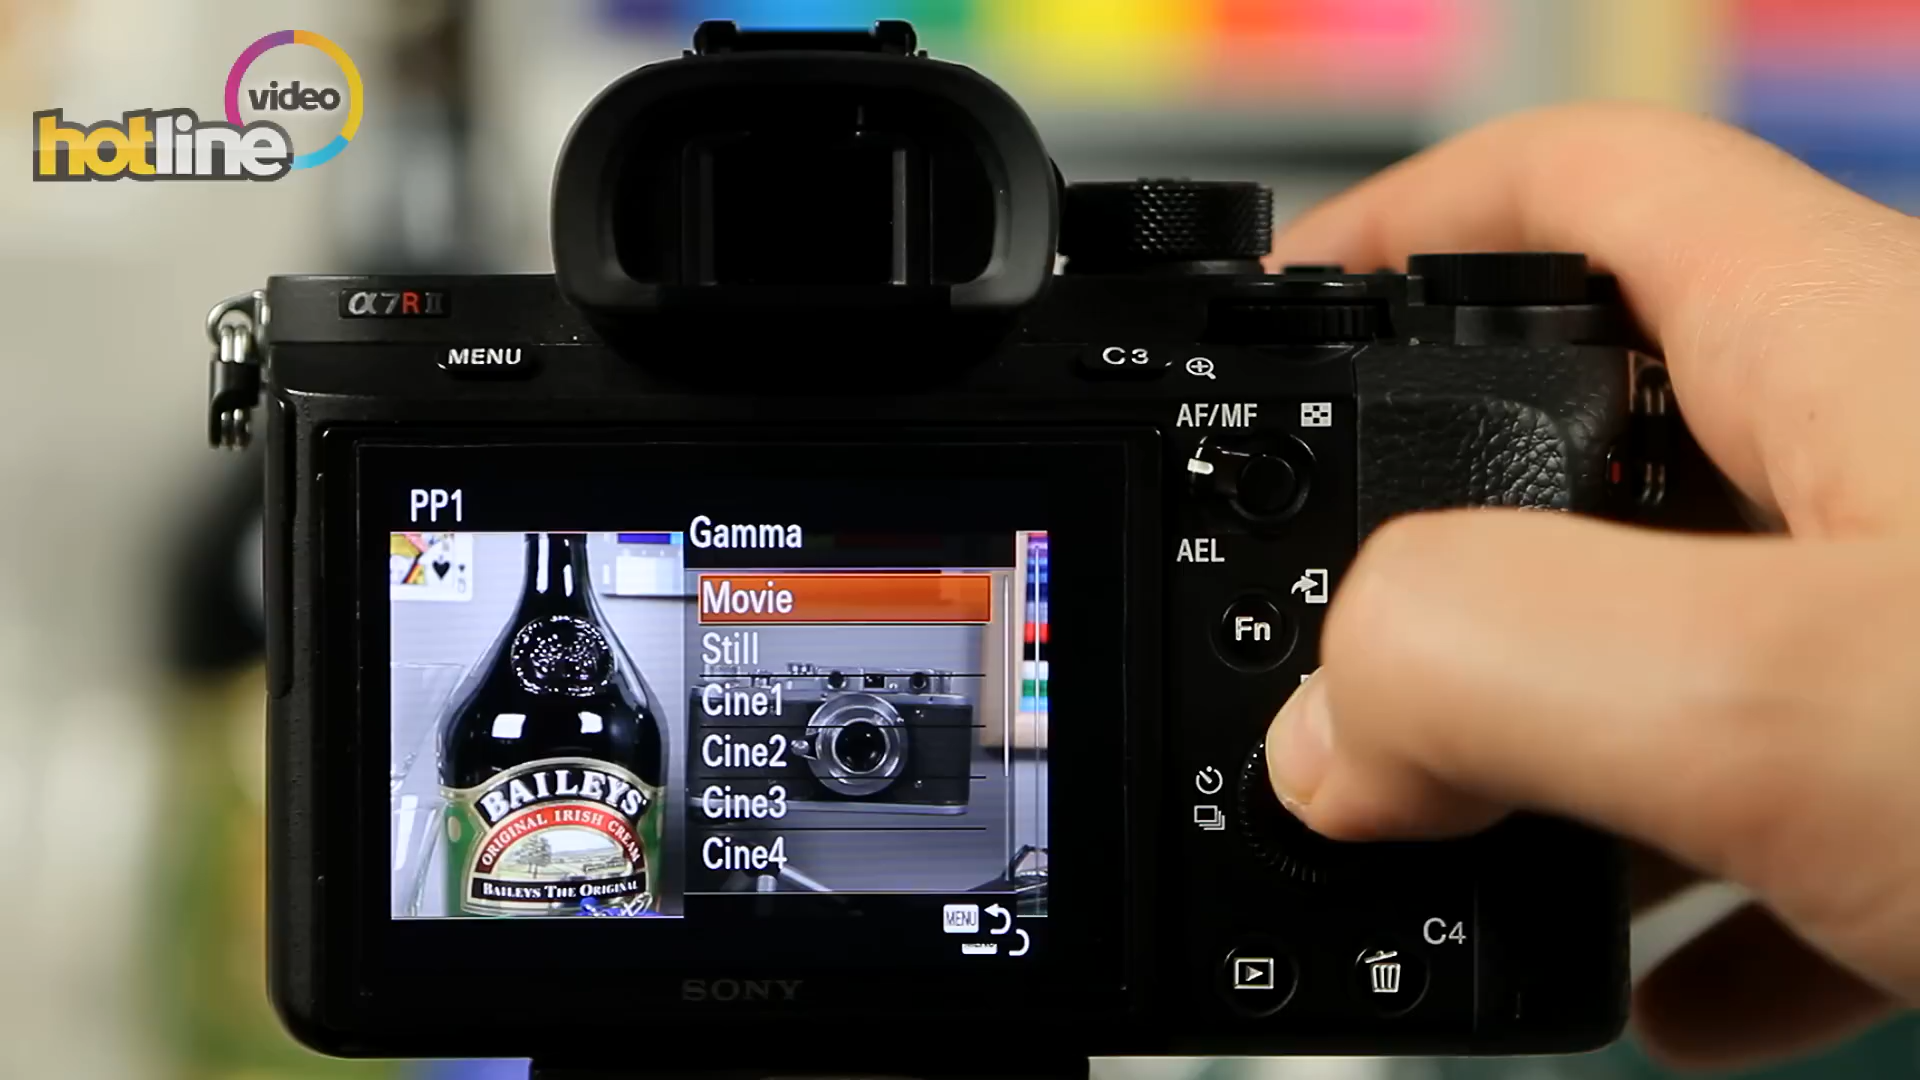 video
hotline
α7RII
MENU
C3
AF/MF
AEL
Fn
PP1
Gamma
Movie
Still
Cine1
Cine2
Cine3
Cine4
BAILEYS
ORIGINAL IRISH CREAM
BAILEYS THE ORIGINAL
MENU
MENU
C4
SONY